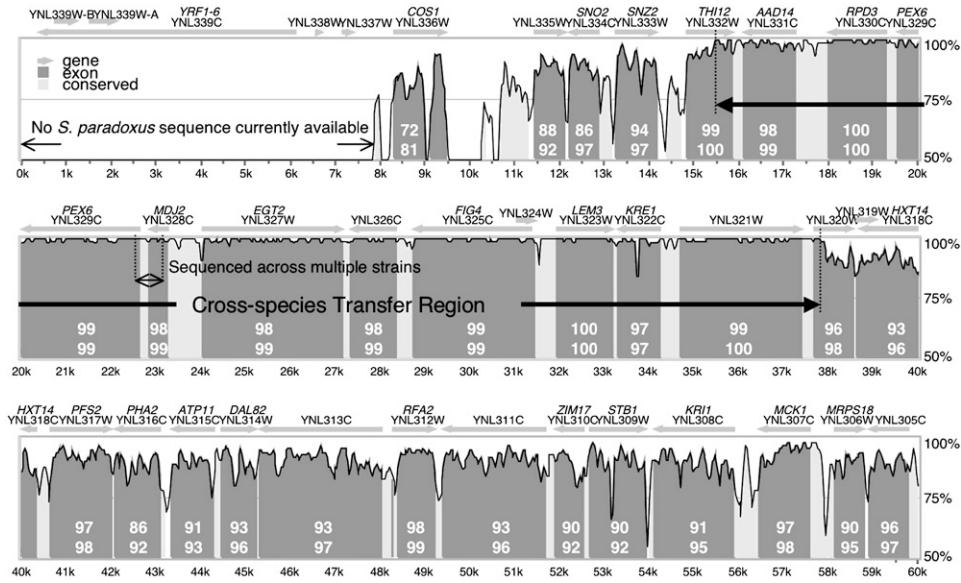 YRF1-6 COS1 SNO2 SNZ2 THI12 AAD14 RPD3 PEX6
YNL339W-B YNL339W-A YNL339C YNL338W YNL337W YNL336W YNL335W YNL334C YNL333W YNL332W YNL331C YNL330C YNL329C
gene
exon
conserved
100%
75%
50%
No S. paradoxus sequence currently available
72 88 86 94 99 98 100
81 92 97 97 100 99 100
0k 1k 2k 3k 4k 5k 6k 7k 8k 9k 10k 11k 12k 13k 14k 15k 16k 17k 18k 19k 20k
PEX6 MDJ2 EGT2 FIG4 LEM3 KRE1 YNL319W HXT14
YNL329C YNL328C YNL327W YNL326C YNL325C YNL324W YNL323W YNL322C YNL321W YNL320W YNL318C
100%
Sequenced across multiple strains
Cross-species Transfer Region
75%
99 98 98 98 99 100 97 99 96 93
99 99 99 99 99 100 97 100 98 96
50%
20k 21k 22k 23k 24k 25k 26k 27k 28k 29k 30k 31k 32k 33k 34k 35k 36k 37k 38k 39k 40k
HXT14 PFS2 PHA2 ATP11 DAL82 RFA2 ZIM17 STB1 KRI1 MCK1 MRPS18
YNL318C YNL317W YNL316C YNL315C YNL314W YNL313C YNL312W YNL311C YNL310C YNL309W YNL308C YNL307C YNL306W YNL305C
100%
75%
97 86 91 93 93 98 93 90 90 91 97 90 96
98 92 93 96 97 99 96 92 92 95 98 95 97
50%
40k 41k 42k 43k 44k 45k 46k 47k 48k 49k 50k 51k 52k 53k 54k 55k 56k 57k 58k 59k 60k